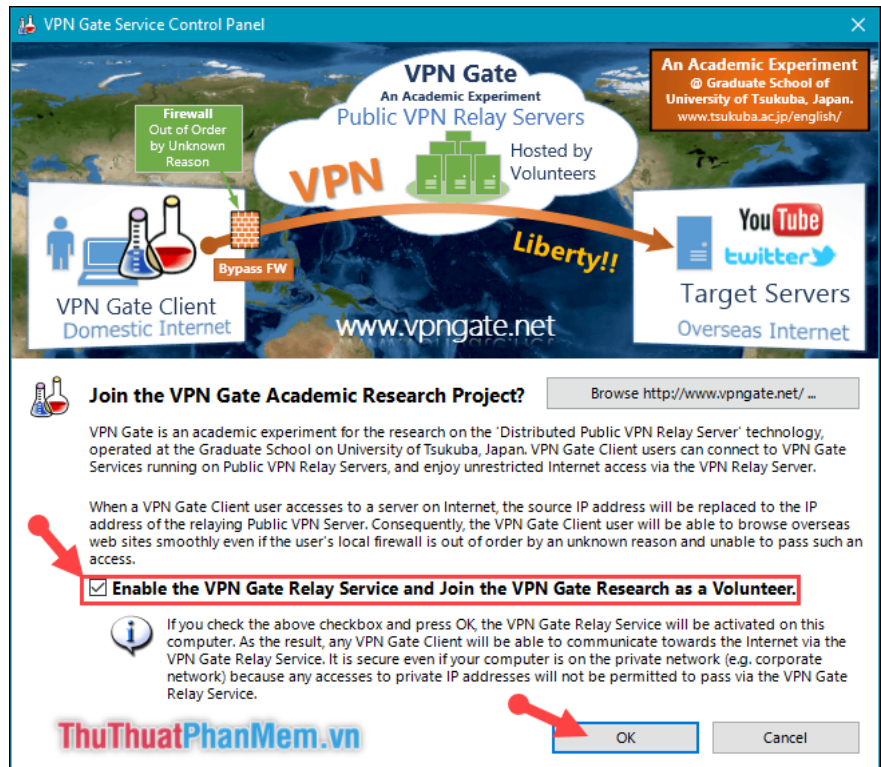 VPN Gate Service Control Panel
VPN Gate
An Academic Experiment
Public VPN Relay Servers
Hosted by
Volunteers
An Academic Experiment
@ Graduate School of
University of Tsukuba, Japan.
www.tsukuba.ac.jp/english/
Firewall
Out of Order
by Unknown
Reason
VPN
Liberty!!
Bypass FW
VPN Gate Client
Domestic Internet
www.vpngate.net
You Tube
twitter
Target Servers
Overseas Internet
Join the VPN Gate Academic Research Project?
Browse http://www.vpngate.net/ ...
VPN Gate is an academic experiment for the research on the 'Distributed Public VPN Relay Server' technology,
operated at the Graduate School on University of Tsukuba, Japan. VPN Gate Client users can connect to VPN Gate
Services running on Public VPN Relay Servers, and enjoy unrestricted Internet access via the VPN Relay Server.
When a VPN Gate Client user accesses to a server on Internet, the source IP address will be replaced to the IP
address of the relaying Public VPN Server. Consequently, the VPN Gate Client user will be able to browse overseas
web sites smoothly even if the user's local firewall is out of order by an unknown reason and unable to pass such an
access.
Enable the VPN Gate Relay Service and Join the VPN Gate Research as a Volunteer.
If you check the above checkbox and press OK, the VPN Gate Relay Service will be activated on this
computer. As the result, any VPN Gate Client will be able to communicate towards the Internet via the
VPN Gate Relay Service. It is secure even if your computer is on the private network (e.g. corporate
network) because any accesses to private IP addresses will not be permitted to pass via the VPN Gate
Relay Service.
ThuThuatPhanMem.vn
OK
Cancel